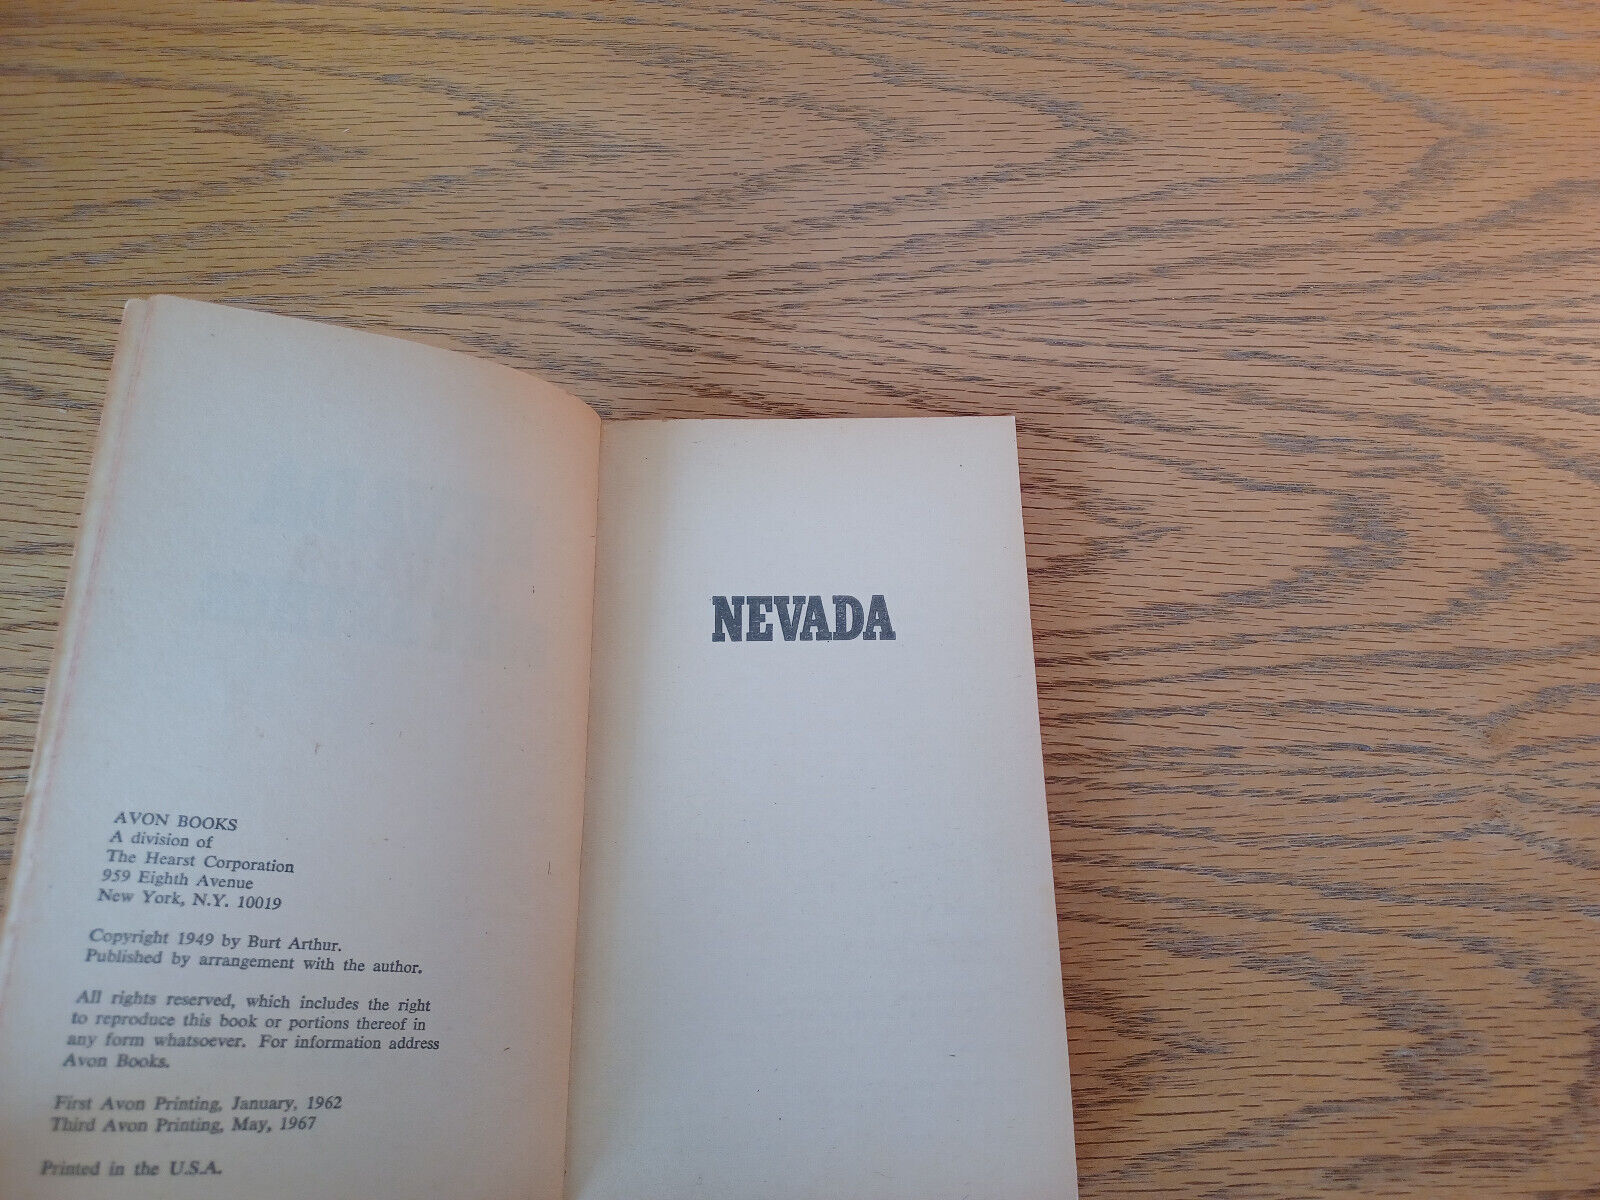 AVON BOOKS
A division of
The Hearst Corporation
959 Eighth Avenue
New York, N.Y. 10019
Copyright 1949 by Burt Arthur.
Published by arrangement with the author.
All rights reserved, which includes the right
to reproduce this book or portions thereof in
any form whatsoever. For information address
Avon Books.
First Avon Printing, January, 1962
Third Avon Printing, May, 1967
Printed in the U.S.A.
NEVADA